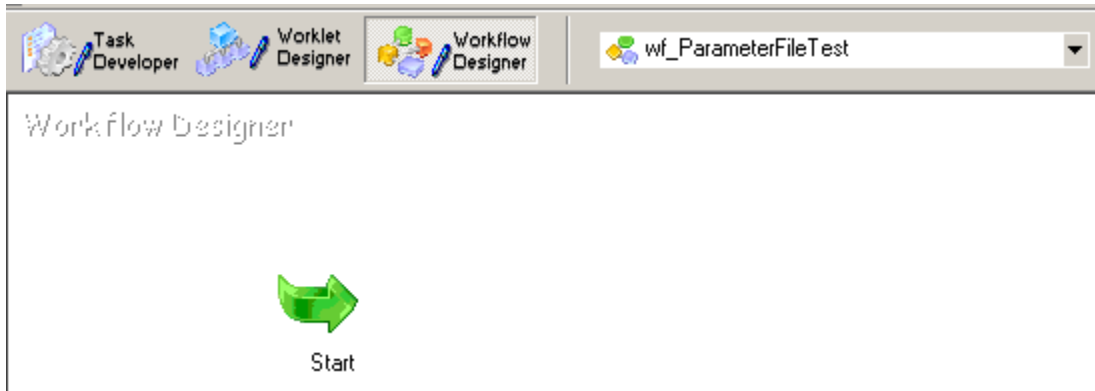 Task
Developer
Worklet
Designer
Workflow
Designer
wf_ParameterFileTest
Workflow Designer
Start